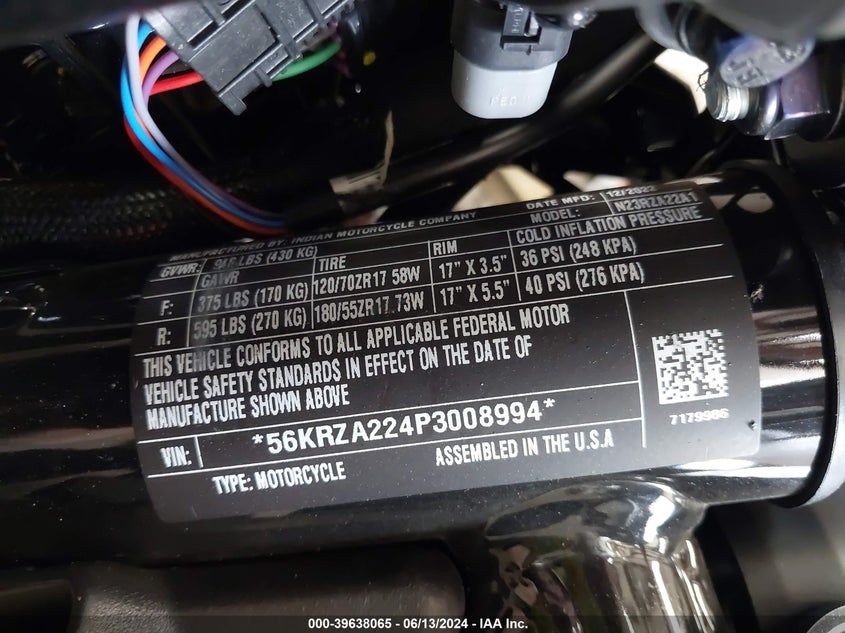 FED
MANUFACTURED BY: INDIAN MOTORCYCLE COMPANY DATE MFD: 12/2022
GVWR: 948 LBS (430 KG) MODEL: N23RZA22A1
GAWR TIRE RIM COLD INFLATION PRESSURE
F: 375 LBS (170 KG) 120/70ZR17 58W 17" X 3.5" 36 PSI (248 KPA)
R: 595 LBS (270 KG) 180/55ZR17 73W 17" X 5.5" 40 PSI (276 KPA)
THIS VEHICLE CONFORMS TO ALL APPLICABLE FEDERAL MOTOR
VEHICLE SAFETY STANDARDS IN EFFECT ON THE DATE OF
MANUFACTURE SHOWN ABOVE
7179986
VIN: *56KRZA224P3008994*
TYPE: MOTORCYCLE ASSEMBLED IN THE U.S.A
000-39638065 - 06/13/2024 - IAA Inc.